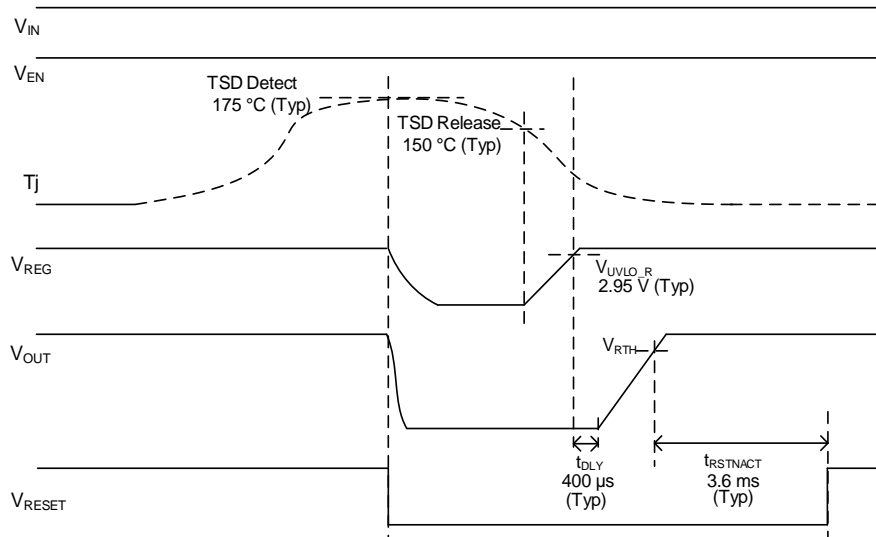 VIN
VEN
TSD Detect
175 °C (Typ)
TSD Release
150 °C (Typ)
Tj
VREG
VUVLO_R
2.95 V (Typ)
VOUT
VRTH
tDLY
400 µs
(Typ)
tRSTNACT
3.6 ms
(Typ)
VRESET